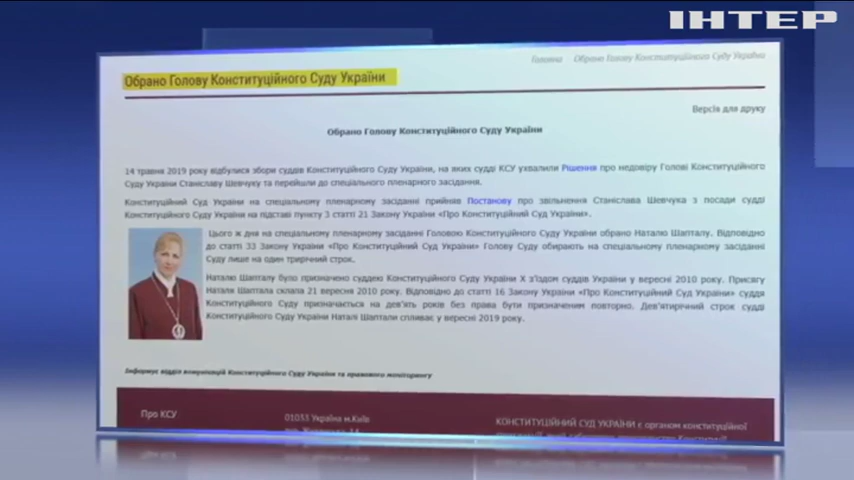 ІНТЕР
Головна Обрано Голову Конституційного Суду України
Обрано Голову Конституційного Суду України
Версія для друку
Обрано Голову Конституційного Суду України
14 травня 2019 року відбулися збори суддів Конституційного Суду України, на яких судді КСУ ухвалили Рішення про недовіру Голові Конституційного
Суду України Станіславу Шевчуку та перейшли до спеціального пленарного засідання.
Конституційний Суд України на спеціальному пленарному засіданні прийняв Постанову про звільнення Станіслава Шевчука з посади судді
Конституційного Суду України на підставі пункту 3 статті 21 Закону України «Про Конституційний Суд України».
Цього ж дня на спеціальному пленарному засіданні Головою Конституційного Суду України обрано Наталю Шапталу. Відповідно
до статті 33 Закону України «Про Конституційний Суд України» Голову Суду обирають на спеціальному пленарному засіданні
Суду лише на один трирічний строк.
Наталю Шапталу було призначено суддею Конституційного Суду України X з'їздом суддів України у вересні 2010 року. Присягу
Наталя Шаптала склала 21 вересня 2010 року. Відповідно до статті 16 Закону України «Про Конституційний Суд України» суддя
Конституційного Суду призначається на дев'ять років без права бути призначеним повторно. Дев'ятирічний строк судді
Конституційного Суду України Наталі Шаптали спливає у вересні 2019 року.
Інформує відділ комунікацій Конституційного Суду України та правового моніторингу
Про КСУ
01033 Україна м.Київ
КОНСТИТУЦІЙНИЙ СУД УКРАЇНИ є органом конституційної